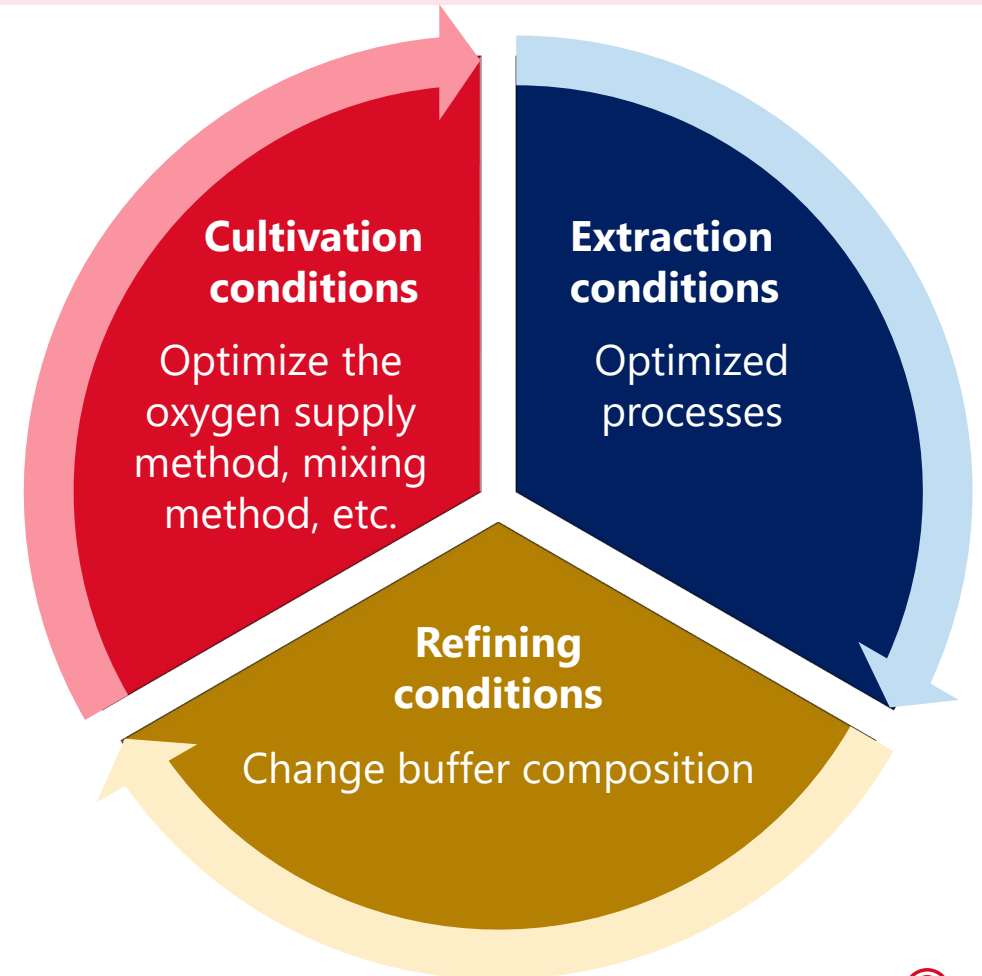 Cultivation
conditions
Optimize the
oxygen supply
method, mixing
method, etc.
Extraction
conditions
Optimized
processes
Refining
conditions
Change buffer composition